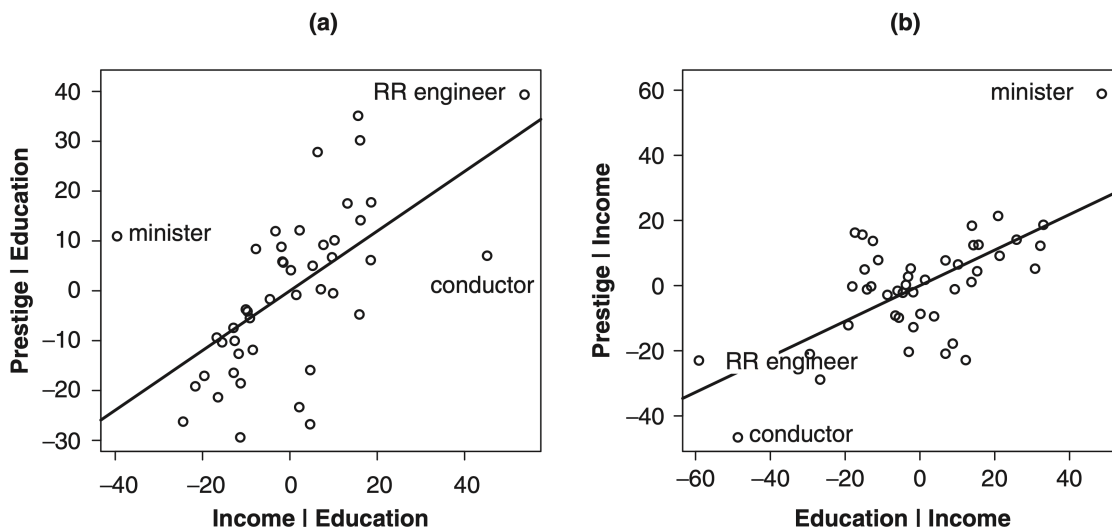 (a)
Prestige | Education
40
30
20
10
0
−10
−20
−30
RR engineer
minister
conductor
−40 −20 0 20 40
Income | Education
(b)
Prestige | Income
60
40
20
0
−20
−40
minister
RR engineer
conductor
−60 −40 −20 0 20 40
Education | Income